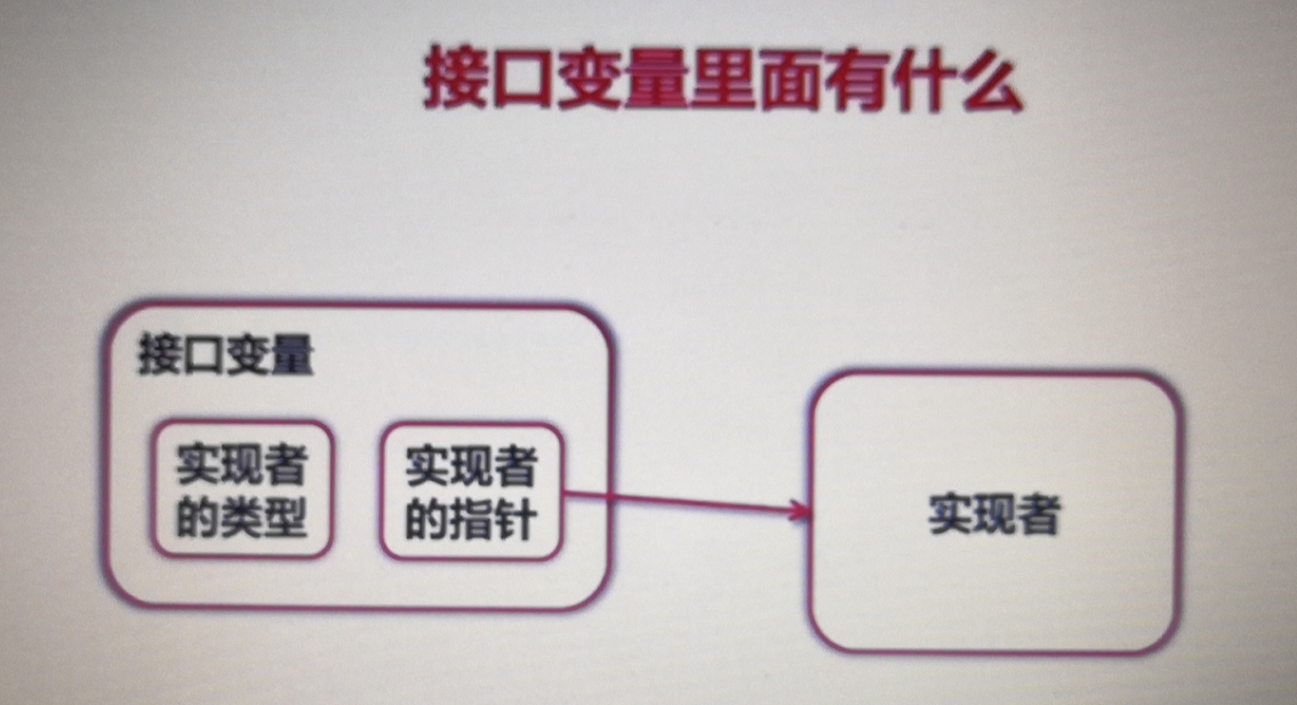 接口变量里面有什么
接口变量
实现者
的类型
实现者
的指针
实现者